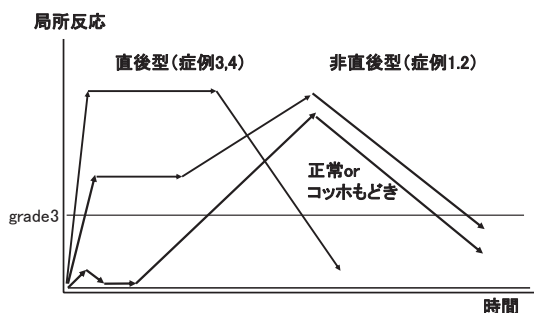 局所反応
直後型（症例3,4）
非直後型（症例1.2）
正常or
コッホもどき
grade3
時間